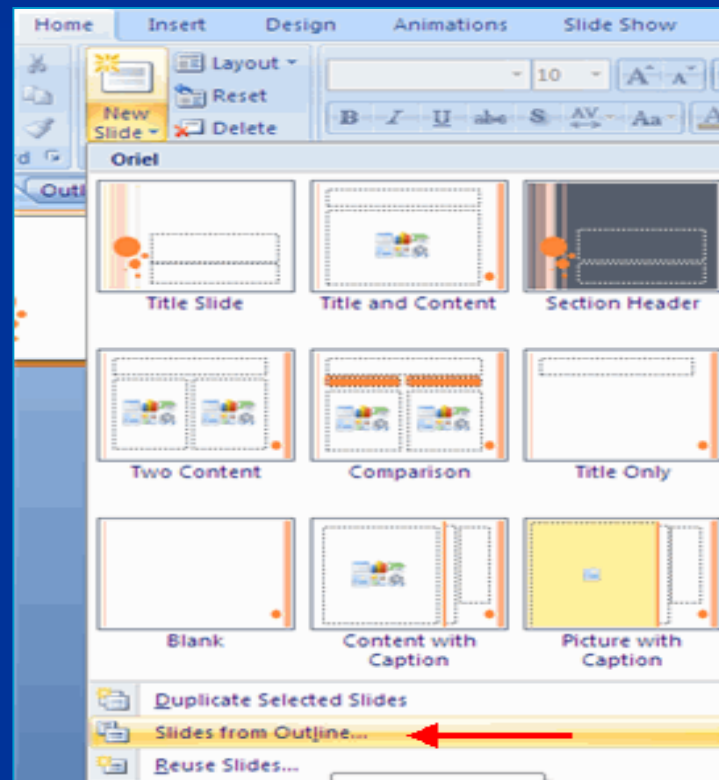 Home Insert Design Animations Slide Show
Layout
Reset
New
Slide
Delete
10
A A
B I U abc S AV Aa A
d
Outl
Oriel
Title Slide Title and Content Section Header
Two Content Comparison Title Only
Blank Content with Caption Picture with Caption
Duplicate Selected Slides
Slides from Outline...
Reuse Slides...